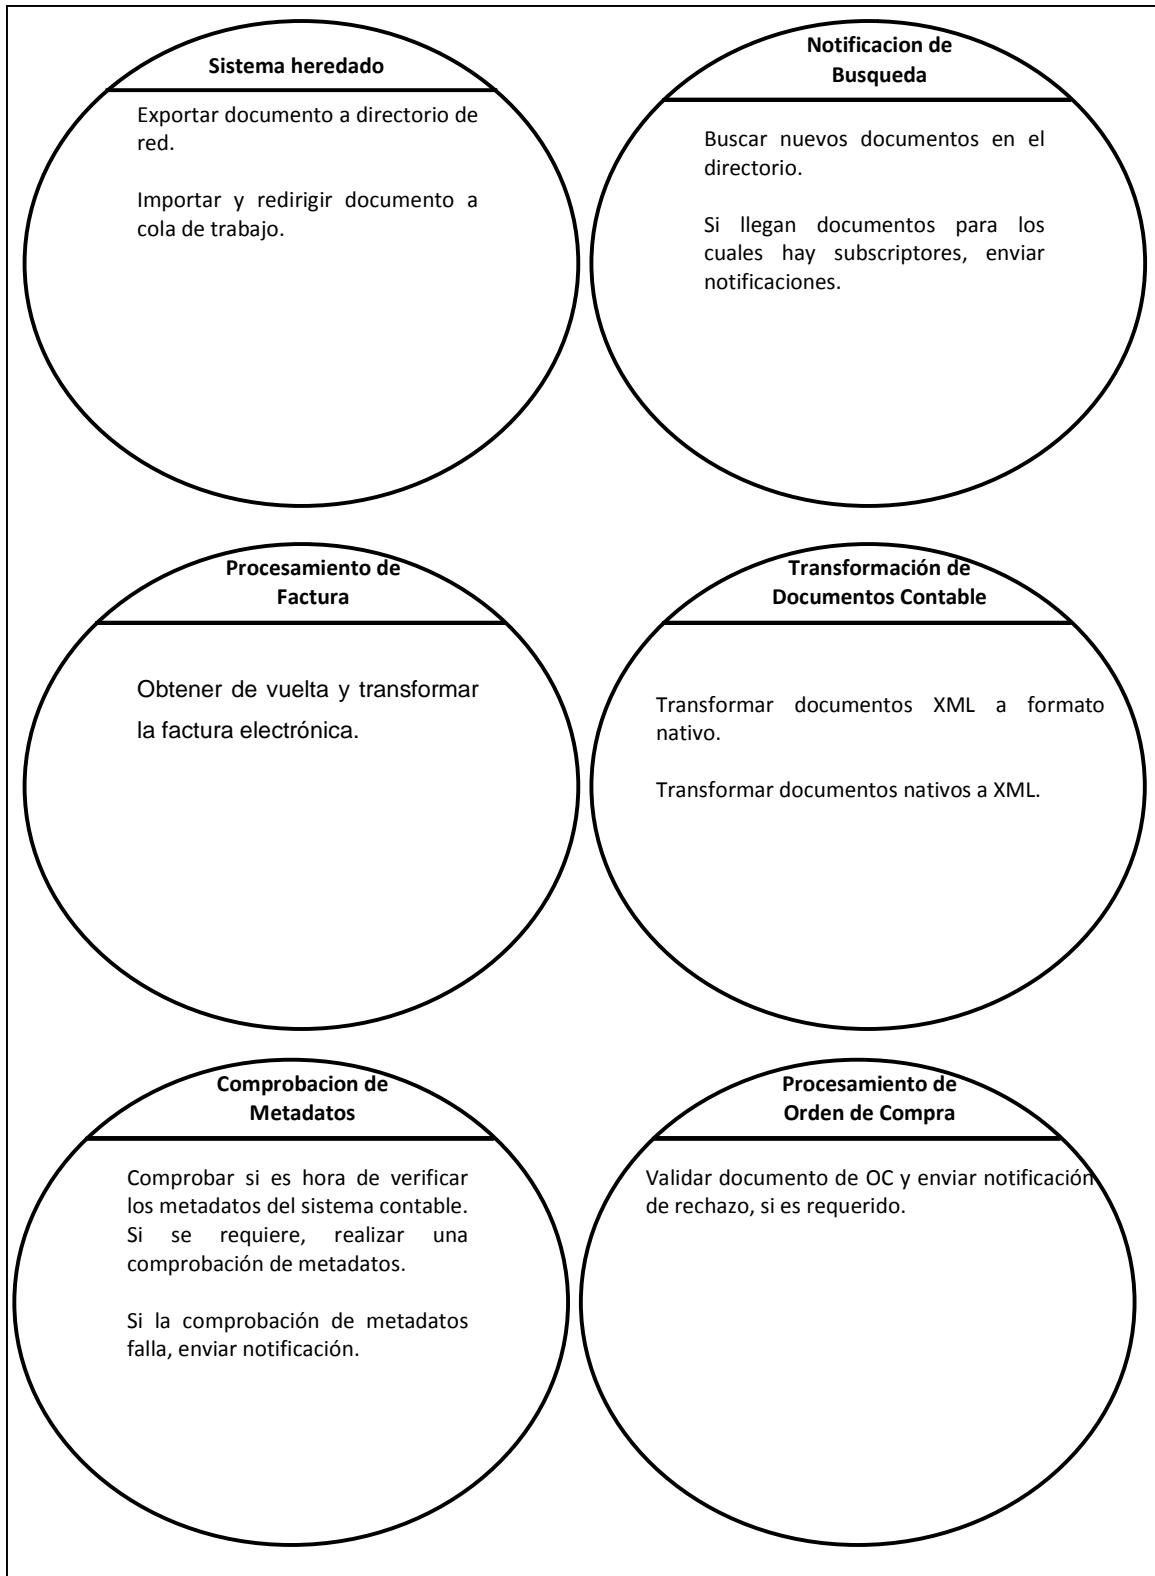 Sistema heredado
Exportar documento a directorio de
red.
Importar y redirigir documento a
cola de trabajo.
Notificacion de
Busqueda
Buscar nuevos documentos en el
directorio.
Si llegan documentos para los
cuales hay subscriptores, enviar
notificaciones.
Procesamiento de
Factura
Obtener de vuelta y transformar
la factura electrónica.
Transformación de
Documentos Contable
Transformar documentos XML a formato
nativo.
Transformar documentos nativos a XML.
Comprobacion de
Metadatos
Comprobar si es hora de verificar
los metadatos del sistema contable.
Si se requiere, realizar una
comprobación de metadatos.
Si la comprobación de metadatos
falla, enviar notificación.
Procesamiento de
Orden de Compra
Validar documento de OC y enviar notificación
de rechazo, si es requerido.